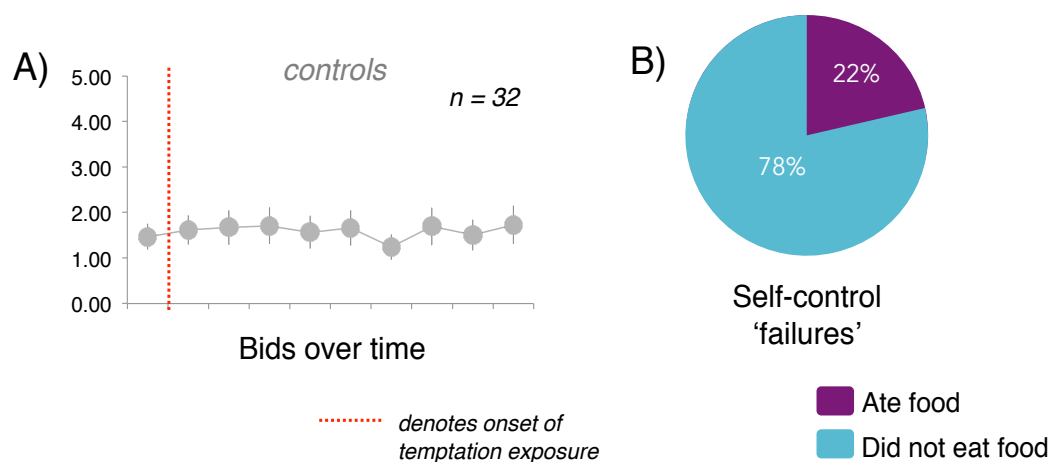 A)
controls
n = 32
5.00
4.00
3.00
2.00
1.00
0.00
Bids over time
denotes onset of
temptation exposure
B)
22%
78%
Self-control
‘failures’
Ate food
Did not eat food